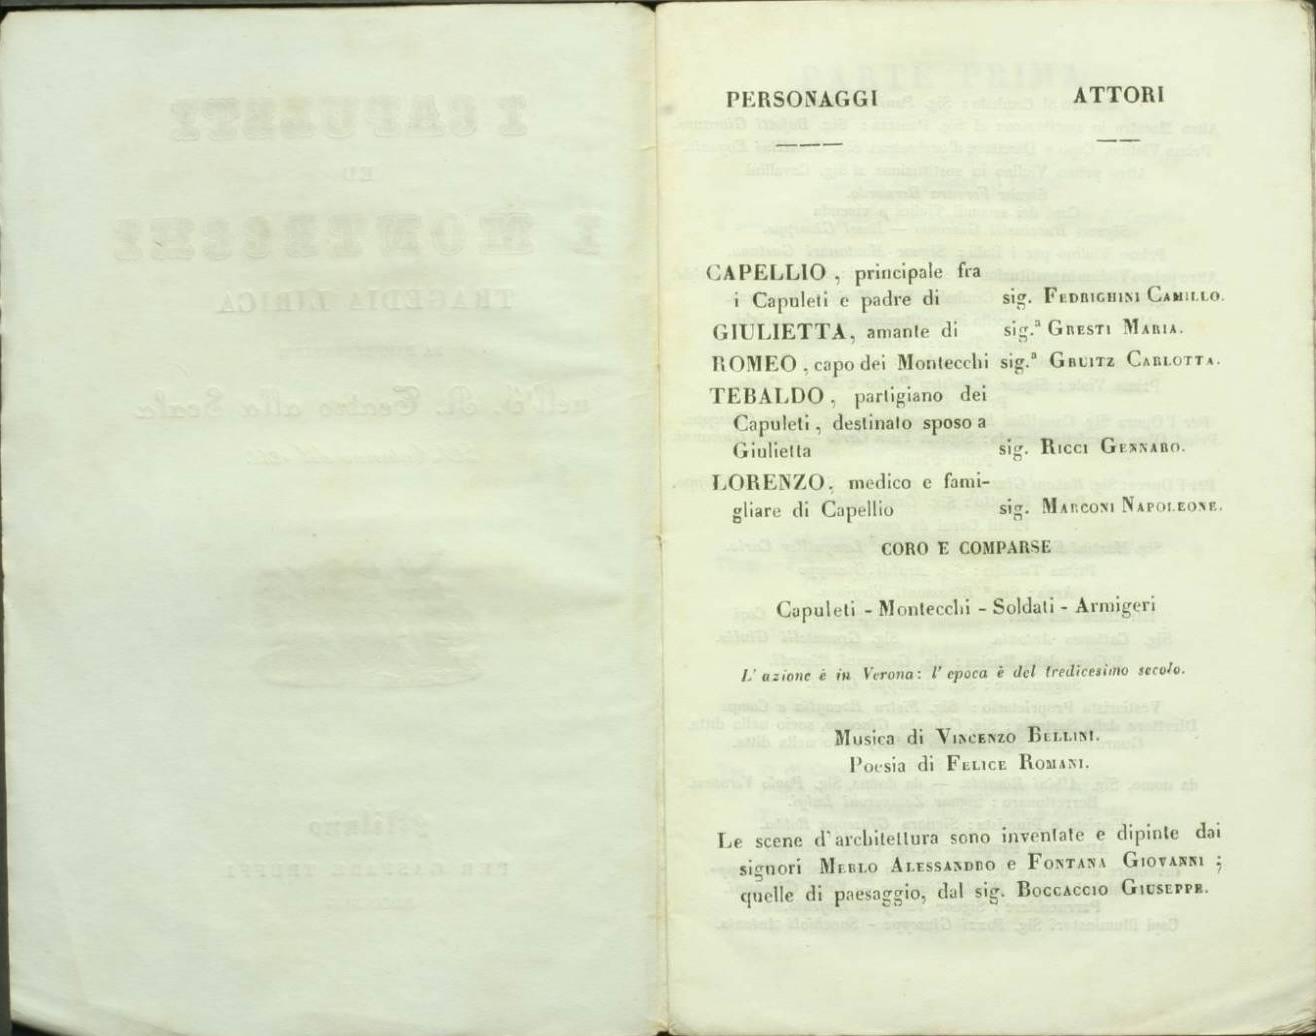 PERSONAGGI ATTORI
CAPELLIO, principale fra
i Capuleti e padre di sig. FEDRIGHINI CAMILLO.
GIULIETTA, amante di sig.ª GRESTI MARIA.
ROMEO, capo dei Montecchi sig.ª GRUITZ CARLOTTA.
TEBALDO, partigiano dei
Capuleti, destinato sposo a
Giulietta sig. RICCI GENNARO.
LORENZO, medico e fami-
gliare di Capellio sig. MARCONI NAPOLEONE.
CORO E COMPARSE
Capuleti - Montecchi - Soldati - Armigeri
L'azione è in Verona: l'epoca è del tredicesimo secolo.
Musica di VINCENZO BELLINI.
Poesia di FELICE ROMANI.
Le scene d'architettura sono inventate e dipinte dai
signori MERLO ALESSANDRO e FONTANA GIOVANNI;
quelle di paesaggio, dal sig. BOCCACCIO GIUSEPPE.